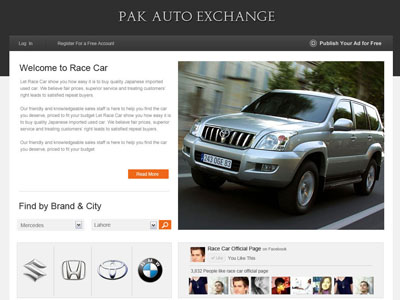 PAK AUTO EXCHANGE
Log In
Register For a Free Account
Publish Your Ad for Free
Welcome to Race Car
Let Race Car show you how easy it is to buy quality Japanese imported
used car. We believe fair prices, superior service and treating customers'
right leads to satisfied repeat buyers.
Our friendly and knowledgeable sales staff is here to help you find the car
you deserve, priced to fit your budget Let Race Car show you how easy it is
to buy quality Japanese imported used car. We believe fair prices, superior
service and treating customers' right leads to satisfied repeat buyers.
Our friendly and knowledgeable sales staff is here to help you find the car
you deserve, priced to fit your budget
Read More
Find by Brand & City
Mercedes
Lahore
Race Car Official Page on Facebook
Like
You Like This
3,832 People like race car official page